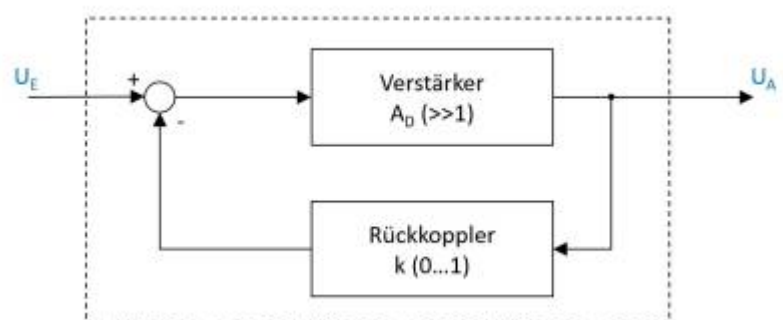 U_E
+
-
Verstärker
A_D (>>1)
U_A
Rückkoppler
k (0...1)